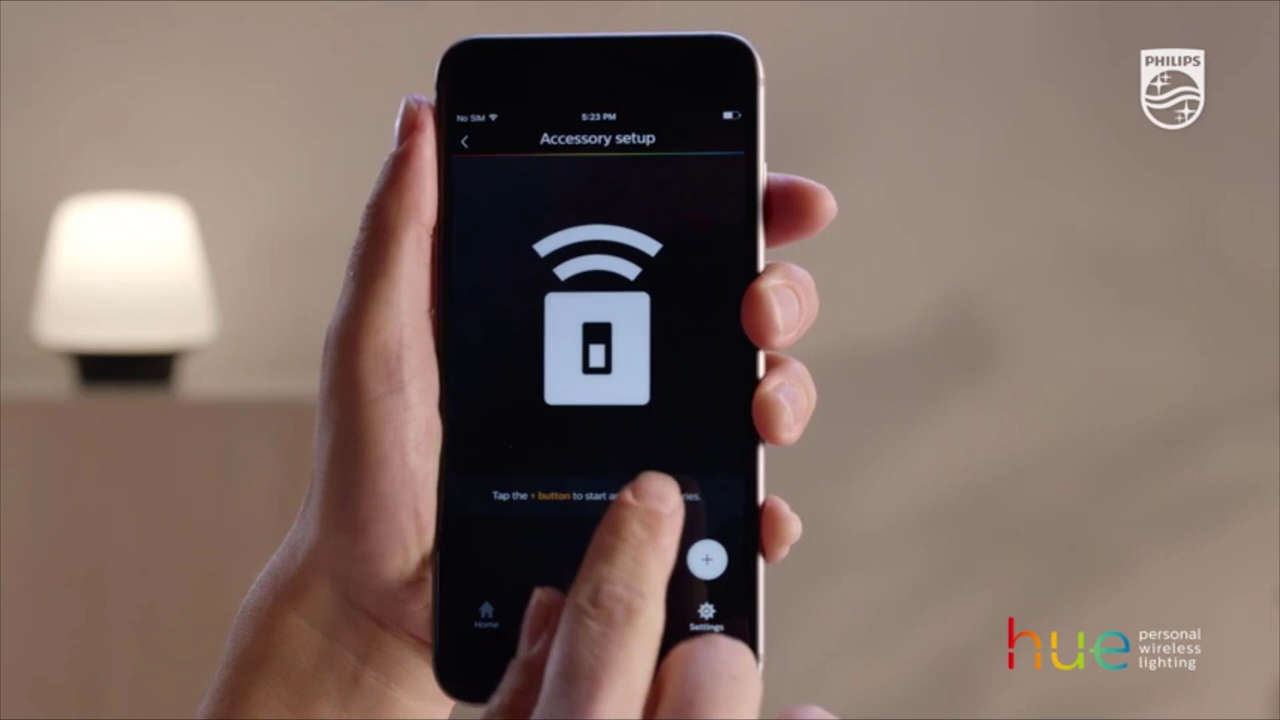 PHILIPS
No SIM 5:23 PM
Accessory setup
Tap the + button to start
+
Home
Settings
hue personal
wireless
lighting